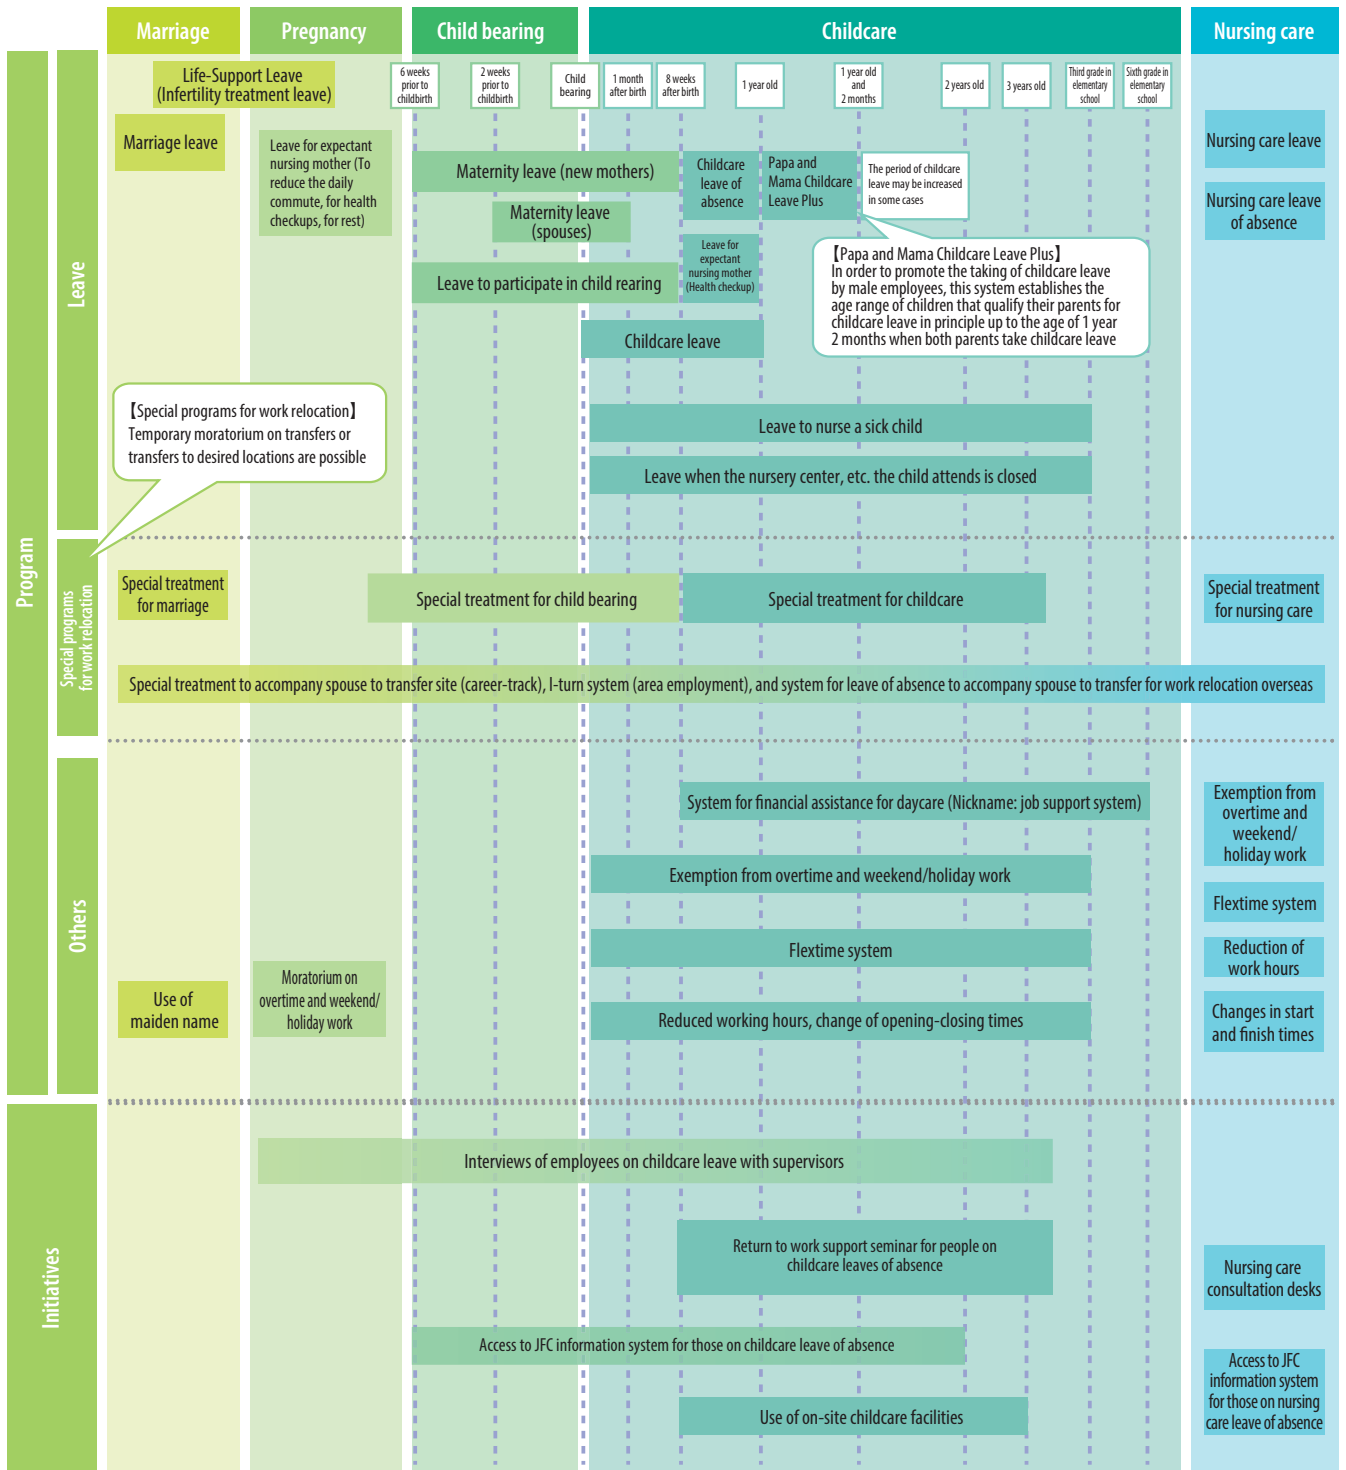 Marriage
Pregnancy
Child bearing
Childcare
Nursing care
Program
Leave
Life-Support Leave
(Infertility treatment leave)
6 weeks
prior to
childbirth
2 weeks
prior to
childbirth
Child
bearing
1 month
after birth
8 weeks
after birth
1 year old
1 year old
and
2 months
2 years old
3 years old
Third grade in
elementary
school
Sixth grade in
elementary
school
Marriage leave
Leave for expectant
nursing mother (To
reduce the daily
commute, for health
checkups, for rest)
Maternity leave (new mothers)
Childcare
leave of
absence
Papa and
Mama Childcare
Leave Plus
The period of childcare
leave may be increased
in some cases
Nursing care leave
Nursing care leave
of absence
Maternity leave
(spouses)
Leave to participate in child rearing
Leave for
expectant
nursing mother
(Health checkup)
【Papa and Mama Childcare Leave Plus】
In order to promote the taking of childcare leave
by male employees, this system establishes the
age range of children that qualify their parents for
childcare leave in principle up to the age of 1 year
2 months when both parents take childcare leave
Childcare leave
【Special programs for work relocation】
Temporary moratorium on transfers or
transfers to desired locations are possible
Leave to nurse a sick child
Leave when the nursery center, etc. the child attends is closed
Special programs
for work relocation
Special treatment
for marriage
Special treatment for child bearing
Special treatment for childcare
Special treatment
for nursing care
Special treatment to accompany spouse to transfer site (career-track), I-turn system (area employment), and system for leave of absence to accompany spouse to transfer for work relocation overseas
Others
System for financial assistance for daycare (Nickname: job support system)
Exemption from
overtime and
weekend/
holiday work
Exemption from overtime and weekend/holiday work
Flextime system
Flextime system
Reduction of
work hours
Use of
maiden name
Moratorium on
overtime and weekend/
holiday work
Reduced working hours, change of opening-closing times
Changes in start
and finish times
Initiatives
Interviews of employees on childcare leave with supervisors
Return to work support seminar for people on
childcare leaves of absence
Nursing care
consultation desks
Access to JFC information system for those on childcare leave of absence
Access to JFC
information system
for those on nursing
care leave of absence
Use of on-site childcare facilities